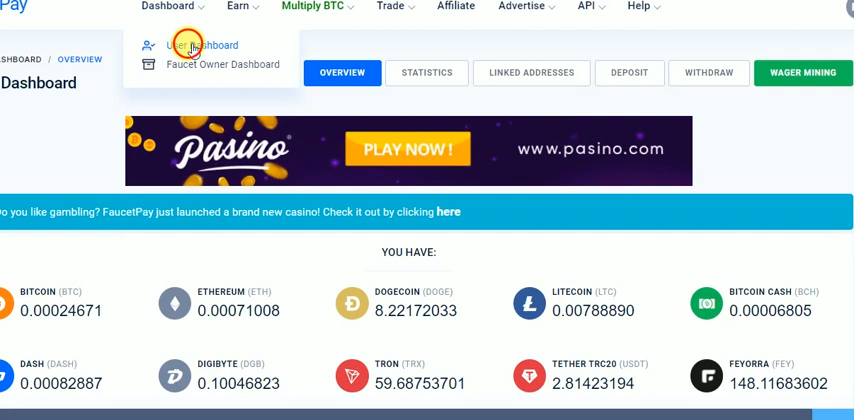 Pay
Dashboard Earn Multiply BTC Trade Affiliate Advertise API Help
User Dashboard
Faucet Owner Dashboard
DASHBOARD / OVERVIEW
Dashboard
OVERVIEW STATISTICS LINKED ADDRESSES DEPOSIT WITHDRAW WAGER MINING
Pasino PLAY NOW! www.pasino.com
Do you like gambling? FaucetPay just launched a brand new casino! Check it out by clicking here
YOU HAVE:
BITCOIN (BTC) ETHEREUM (ETH) DOGECOIN (DOGE) LITECOIN (LTC) BITCOIN CASH (BCH)
0.00024671 0.00071008 8.22172033 0.00788890 0.00006805
DASH (DASH) DIGIBYTE (DGB) TRON (TRX) TETHER TRC20 (USDT) FEYORRA (FEY)
0.00082887 0.10046823 59.68753701 2.81423194 148.11683602